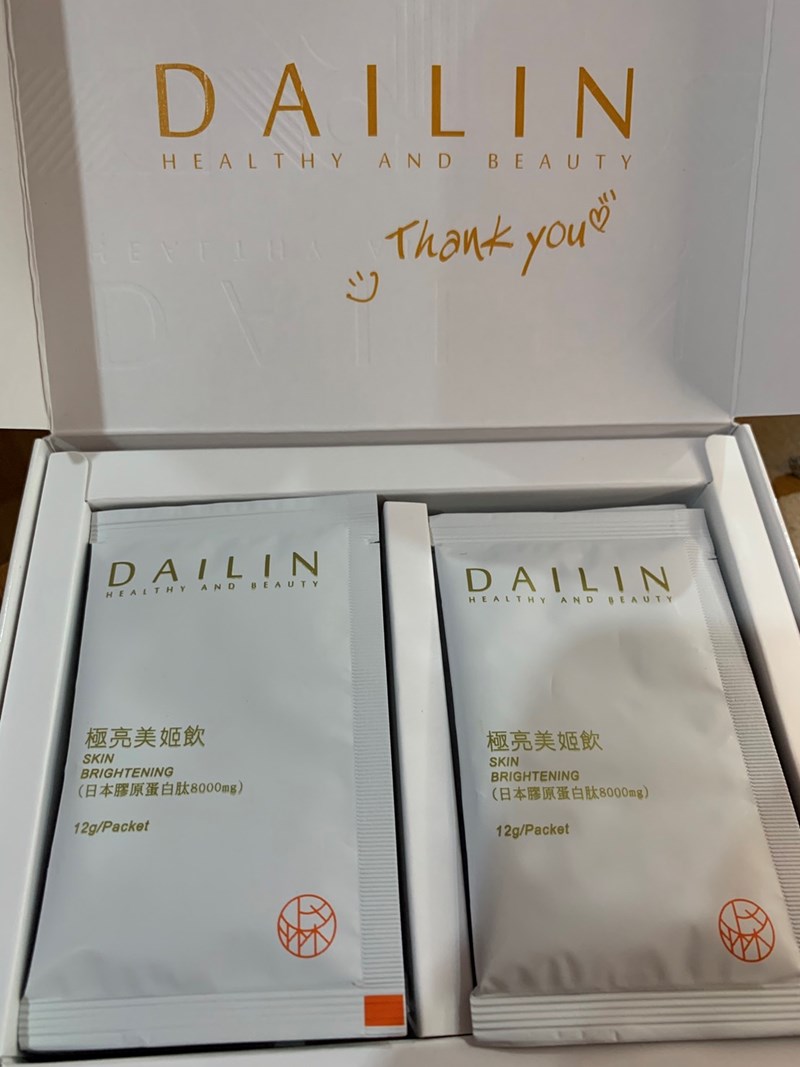 DAILIN
HEALTHY AND BEAUTY
Thank you
DAILIN
HEALTHY AND BEAUTY
極亮美姬飲
SKIN
BRIGHTENING
(日本膠原蛋白肽8000mg)
12g/Packet
DAILIN
HEALTHY AND BEAUTY
極亮美姬飲
SKIN
BRIGHTENING
(日本膠原蛋白肽8000mg)
12g/Packet